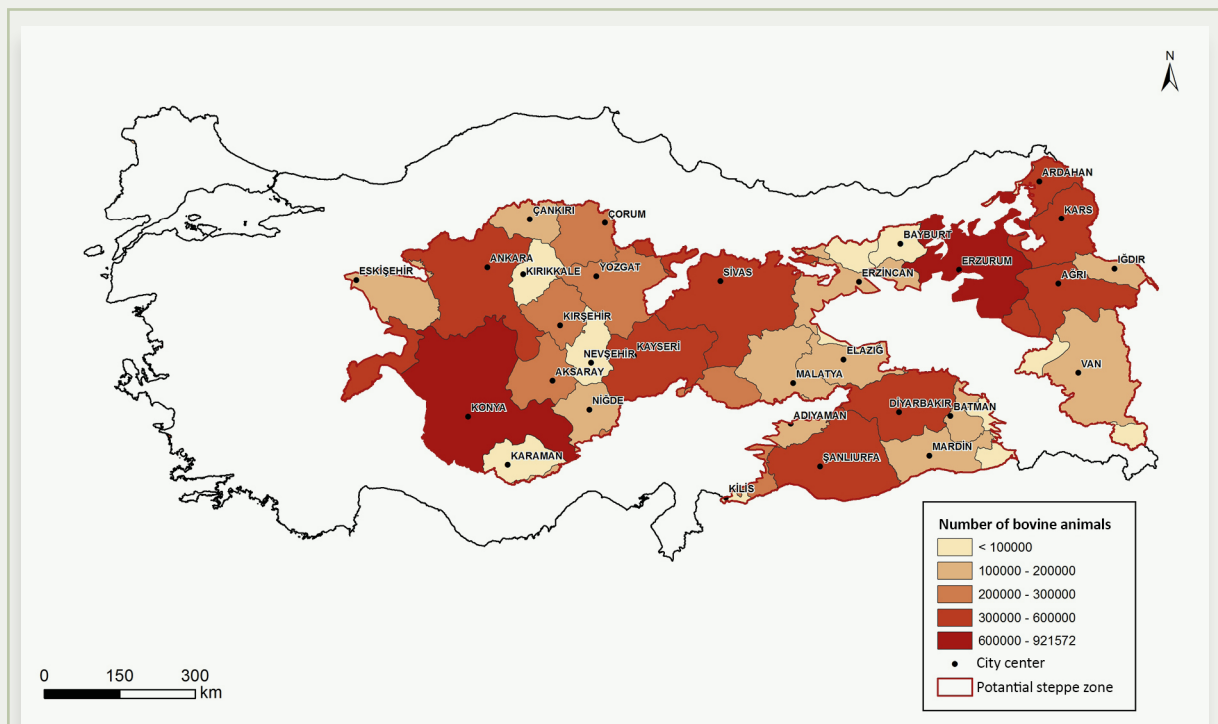 N
ARDAHAN
KARS
ÇANKIRI
ÇORUM
BAYBURT
ANKARA
ESKİŞEHİR
KIRIKKALE
YOZGAT
SİVAS
ERZİNCAN
ERZURUM
IĞDIR
AĞRI
KIRŞEHİR
NEVŞEHİR
KAYSERİ
ELAZIĞ
VAN
AKSARAY
MALATYA
NİĞDE
KONYA
ADIYAMAN
DİYARBAKIR
BATMAN
KARAMAN
ŞANLIURFA
MARDİN
KİLİS
Number of bovine animals
< 100000
100000 - 200000
200000 - 300000
300000 - 600000
600000 - 921572
City center
Potantial steppe zone
0 150 300
km